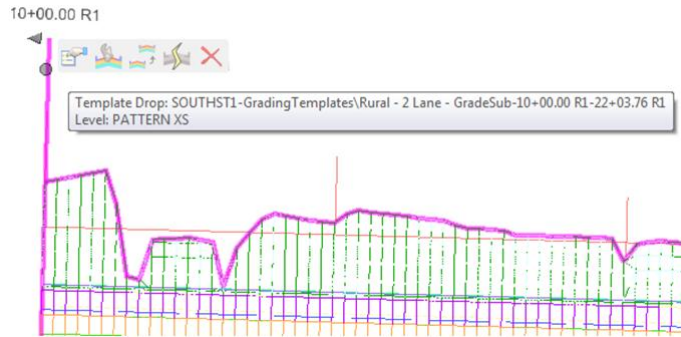 10+00.00 R1
Template Drop: SOUTHST1-GradingTemplates\Rural - 2 Lane - GradeSub-10+00.00 R1-22+03.76 R1
Level: PATTERN XS